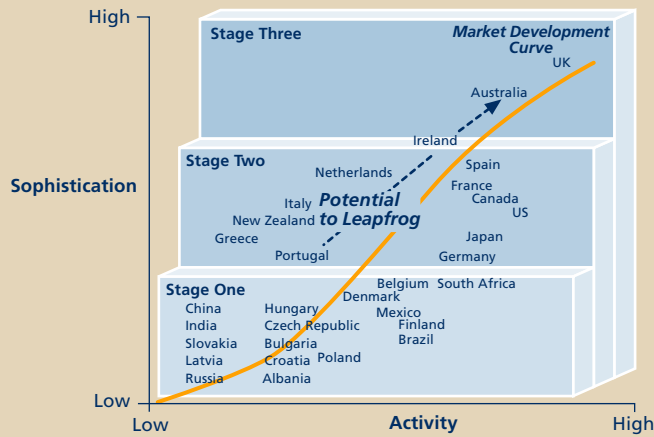 High
Stage Three
Market Development
Curve
UK
Australia
Ireland
Stage Two
Netherlands
Spain
France
Canada
US
Italy
Potential
to Leapfrog
New Zealand
Greece
Japan
Portugal
Germany
Sophistication
Stage One
Belgium
South Africa
Denmark
China
Hungary
Mexico
India
Czech Republic
Finland
Slovakia
Bulgaria
Brazil
Latvia
Croatia
Poland
Russia
Albania
Low
Low
Activity
High